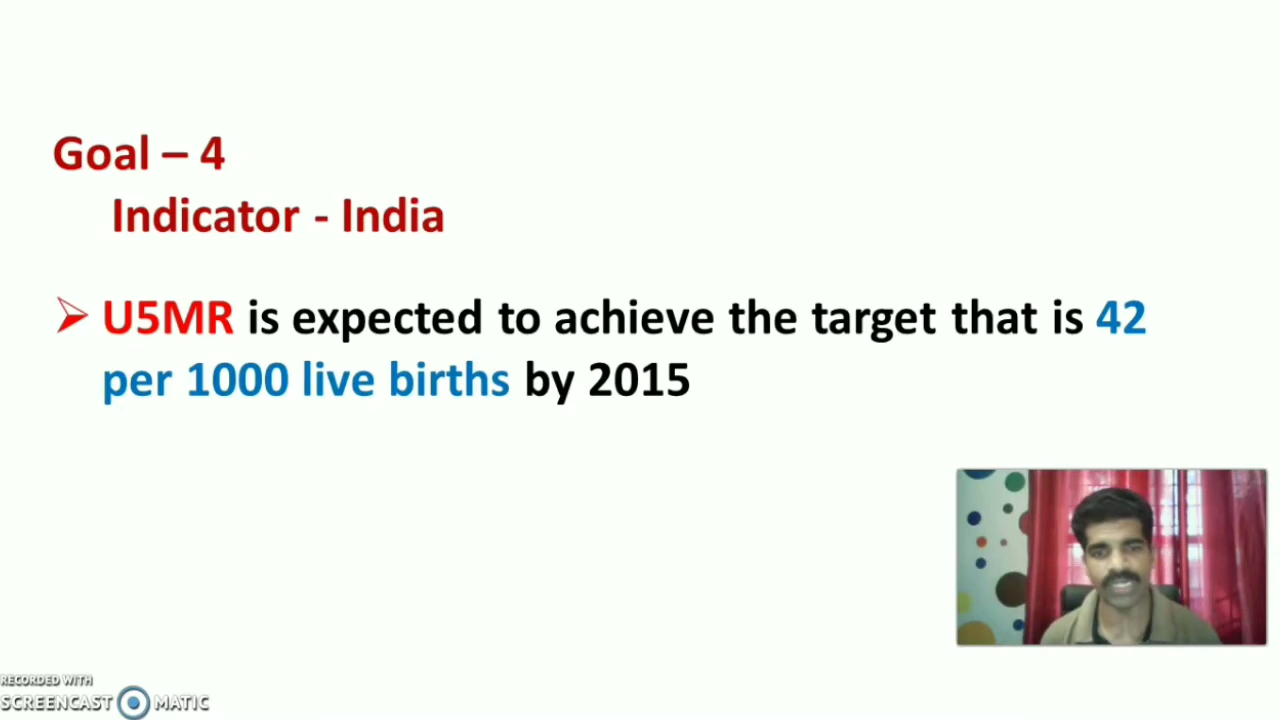 Goal – 4
Indicator - India
U5MR is expected to achieve the target that is 42
per 1000 live births by 2015
RECORDED WITH
SCREENCAST MATIC